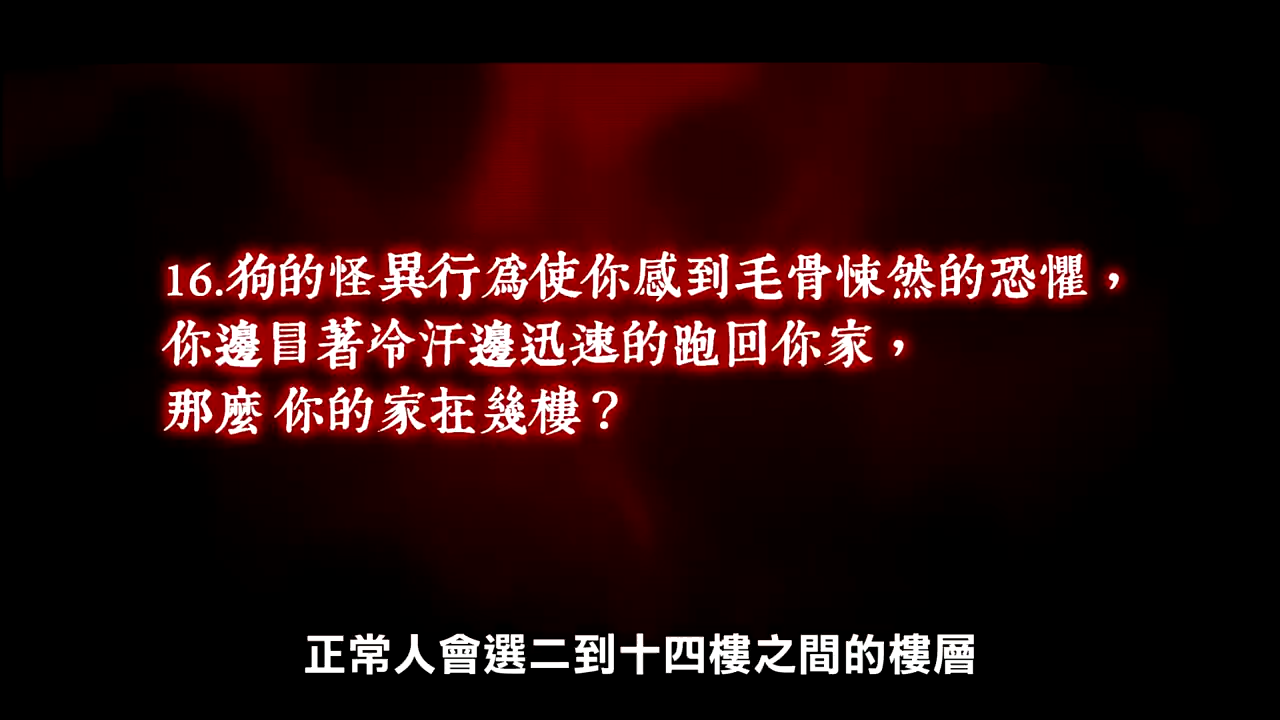 16.狗的怪異行為使你感到毛骨悚然的恐懼，
你邊冒著冷汗邊迅速的跑回你家，
那麼 你的家在幾樓？
正常人會選二到十四樓之間的樓層